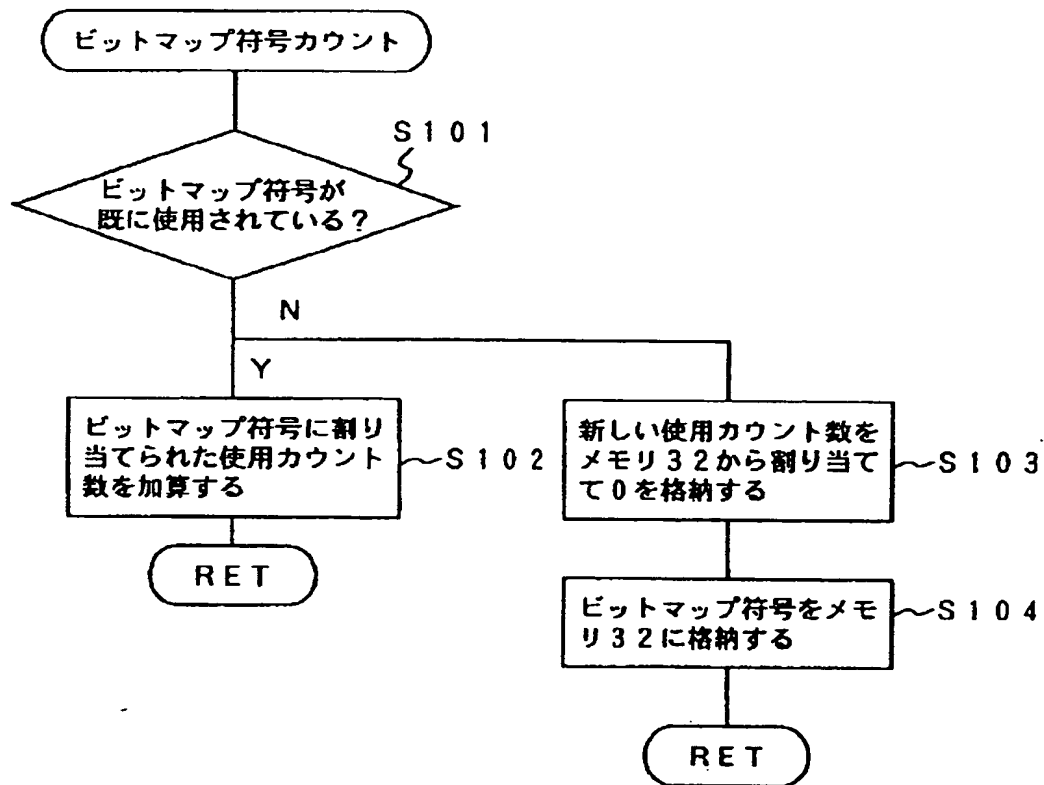 ビットマップ符号カウント
S101
ビットマップ符号が
既に使用されている？
N
Y
ビットマップ符号に割り
当てられた使用カウント
数を加算する
S102
RET
新しい使用カウント数を
メモリ32から割り当て
て0を格納する
S103
ビットマップ符号をメモ
リ32に格納する
S104
RET